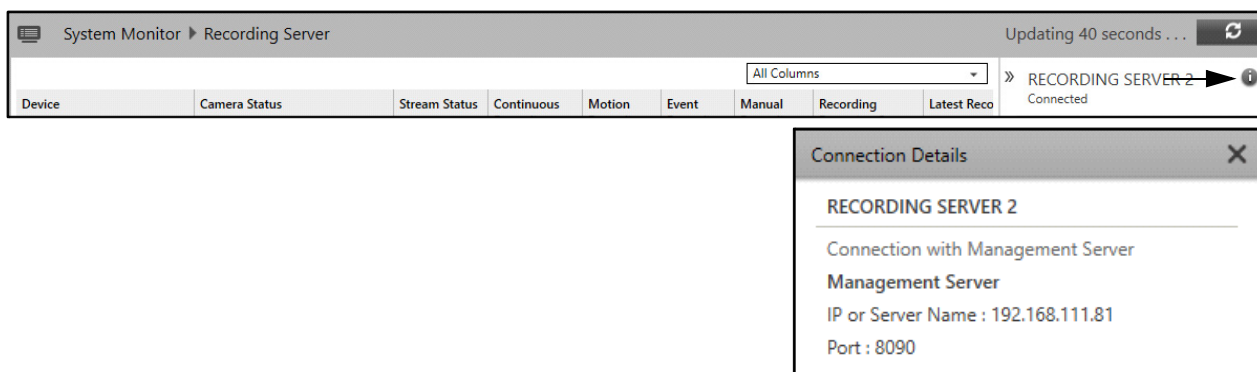 System Monitor Recording Server Updating 40 seconds . . .
All Columns
» RECORDING SERVER 2
Connected
Device Camera Status Stream Status Continuous Motion Event Manual Recording Latest Reco
Connection Details
RECORDING SERVER 2
Connection with Management Server
Management Server
IP or Server Name : 192.168.111.81
Port : 8090